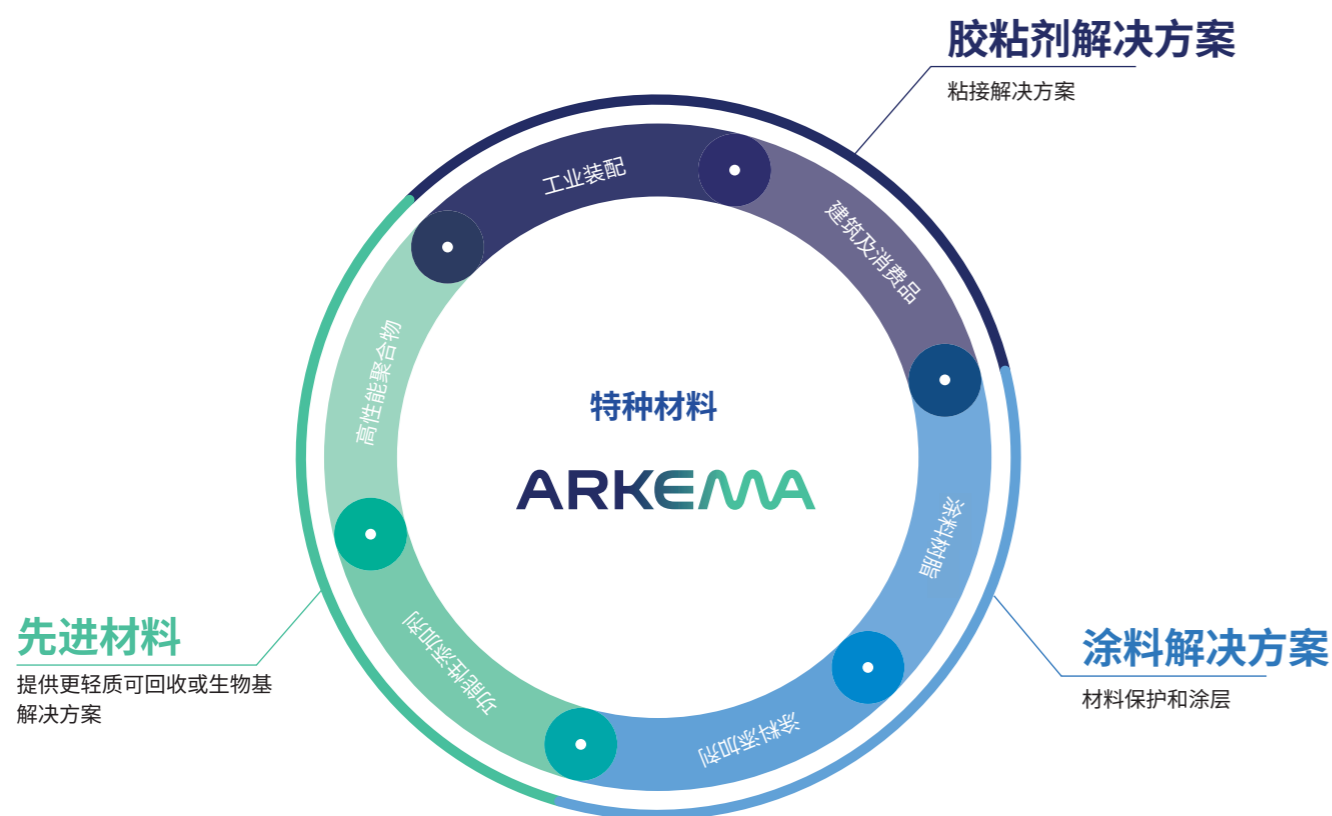 胶粘剂解决方案
粘接解决方案
工业装配
建筑及消费品
高性能聚合物
特种材料
ARKEMA
涂料树脂
先进材料
提供更轻质可回收或生物基
解决方案
功能性添加剂
涂料添加剂
涂料解决方案
材料保护和涂层